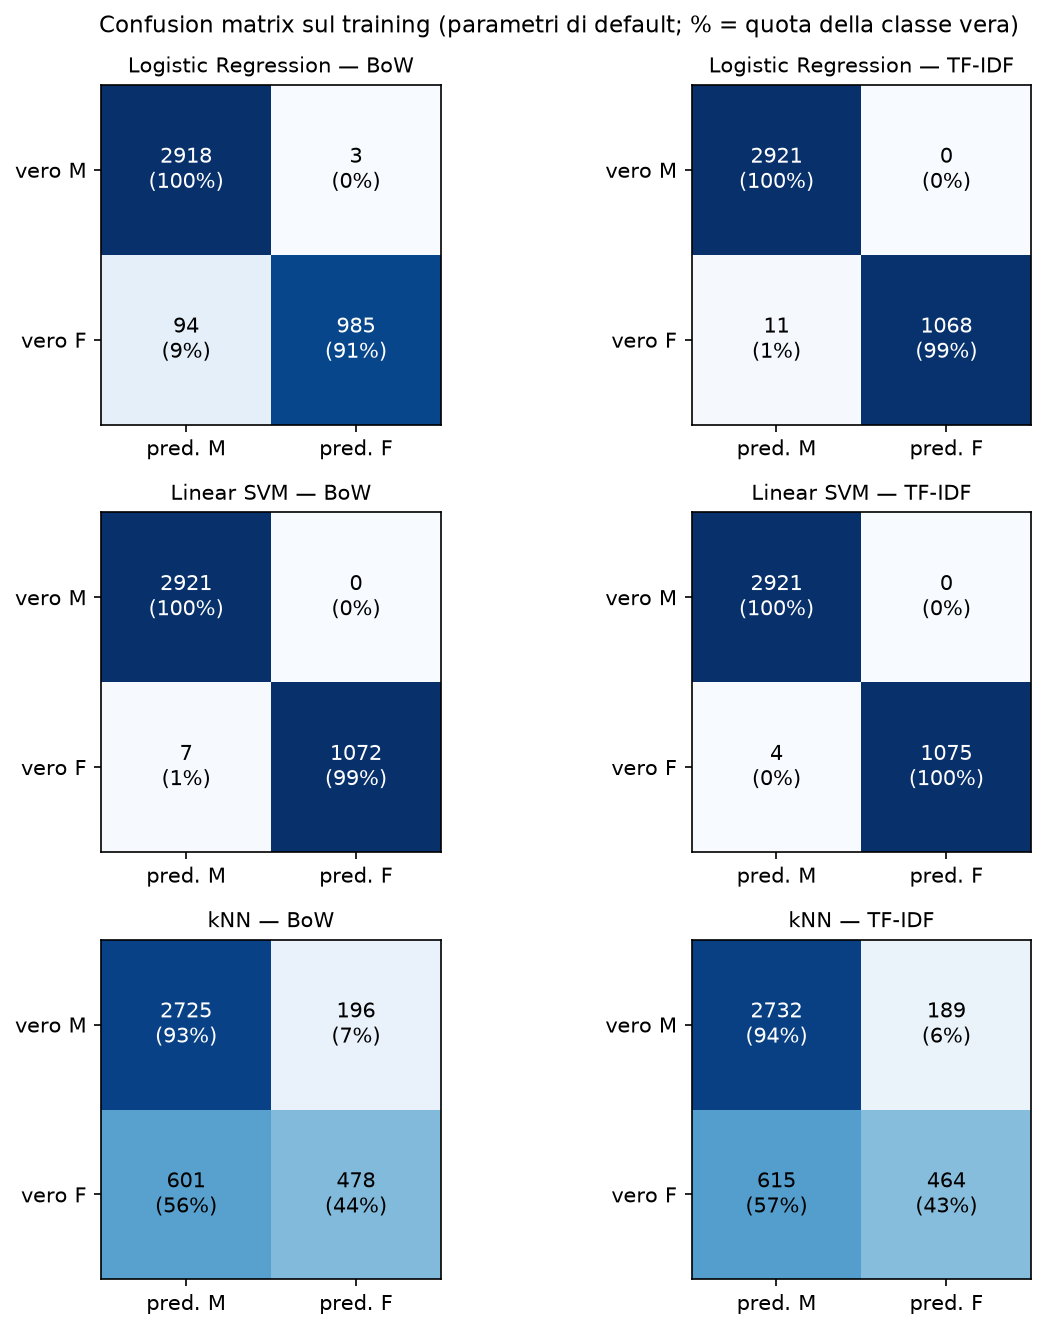 Confusion matrix sul training (parametri di default; % = quota della classe vera)
Logistic Regression — BoW
vero M
2918
(100%)
3
(0%)
vero F
94
(9%)
985
(91%)
pred. M
pred. F
Logistic Regression — TF-IDF
vero M
2921
(100%)
0
(0%)
vero F
11
(1%)
1068
(99%)
pred. M
pred. F
Linear SVM — BoW
vero M
2921
(100%)
0
(0%)
vero F
7
(1%)
1072
(99%)
pred. M
pred. F
Linear SVM — TF-IDF
vero M
2921
(100%)
0
(0%)
vero F
4
(0%)
1075
(100%)
pred. M
pred. F
kNN — BoW
vero M
2725
(93%)
196
(7%)
vero F
601
(56%)
478
(44%)
pred. M
pred. F
kNN — TF-IDF
vero M
2732
(94%)
189
(6%)
vero F
615
(57%)
464
(43%)
pred. M
pred. F